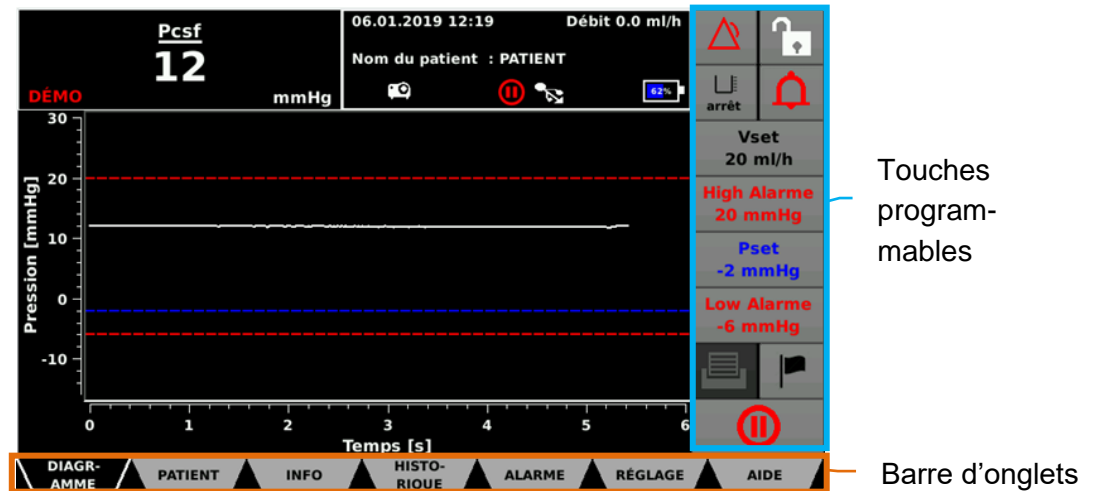 Pcsf
12
DÉMO
mmHg
06.01.2019 12:19 Débit 0.0 ml/h
Nom du patient : PATIENT
62%
arrêt
Vset
20 ml/h
High Alarme
20 mmHg
Pset
-2 mmHg
Low Alarme
-6 mmHg
Touches
program-
mables
Pression [mmHg]
30
20
10
0
-10
0 1 2 3 4 5 6
Temps [s]
DIAGR-
AMME
PATIENT
INFO
HISTO-
RIQUE
ALARME
RÉGLAGE
AIDE
Barre d'onglets